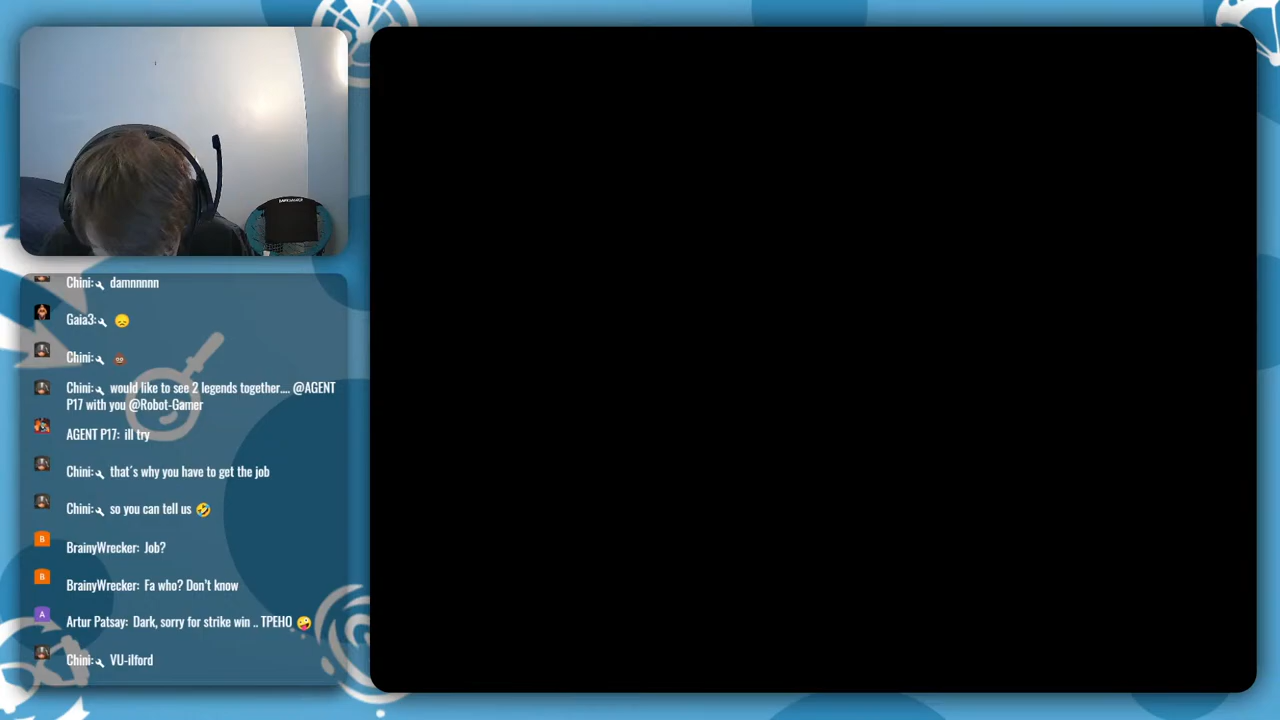 DARKGAMER
Chini: damnnnnn
Gaia3: 😞
Chini: 💩
Chini: would like to see 2 legends together.... @AGENT
P17 with you @Robot-Gamer
AGENT P17: ill try
Chini: that´s why you have to get the job
Chini: so you can tell us 🤣
B
BrainyWrecker: Job?
B
BrainyWrecker: Fa who? Don't know
A
Artur Patsay: Dark, sorry for strike win .. TPEHO 🤪
Chini: VU-ilford